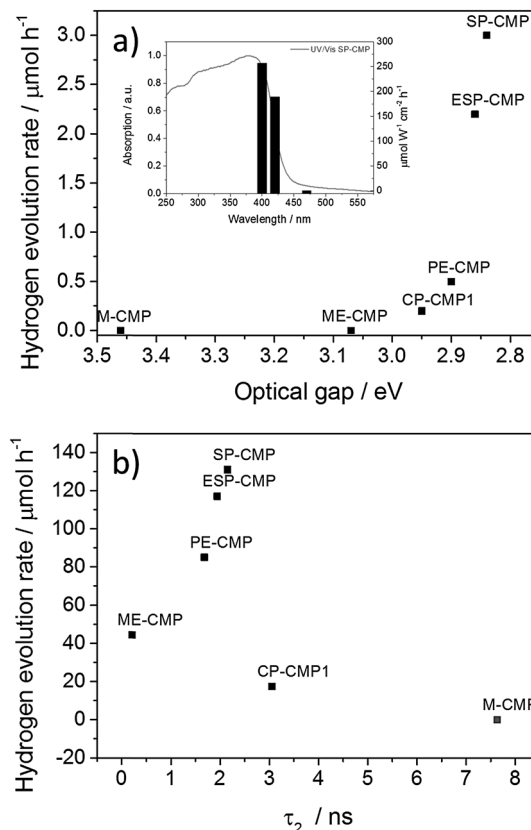 a)
Hydrogen evolution rate / μmol h⁻¹
3.0
2.5
2.0
1.5
1.0
0.5
0.0
SP-CMP
ESP-CMP
PE-CMP
CP-CMP1
ME-CMP
M-CMP
UV/Vis SP-CMP
Absorption / a.u.
1.0
0.8
0.6
0.4
0.2
0.0
300
250
200
150
100
50
0
μmol W⁻¹ cm⁻² h⁻¹
250 300 350 400 450 500 550
Wavelength / nm
3.5 3.4 3.3 3.2 3.1 3.0 2.9 2.8
Optical gap / eV
b)
Hydrogen evolution rate / μmol h⁻¹
140
120
100
80
60
40
20
0
-20
SP-CMP
ESP-CMP
PE-CMP
ME-CMP
CP-CMP1
M-CMP
0 1 2 3 4 5 6 7 8
τ₂ / ns